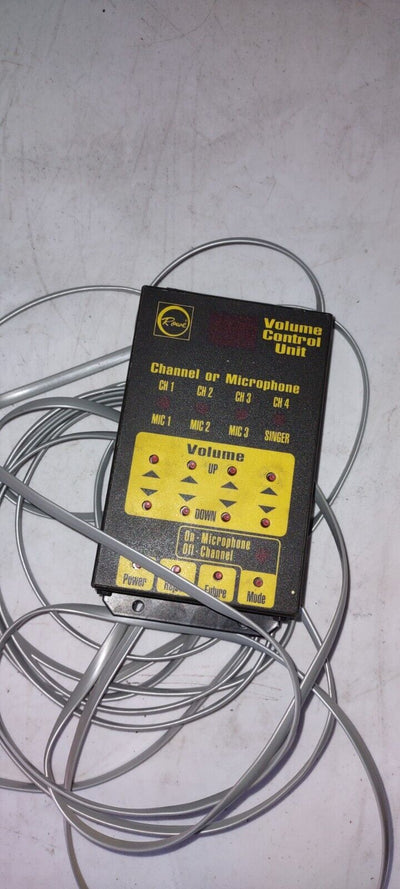 Rowe
Volume
Control
Unit
Channel or Microphone
CH 1 CH 2 CH 3 CH 4
MIC 1 MIC 2 MIC 3 SINGER
Volume
UP
DOWN
On - Microphone
Off - Channel
Power Future Mode